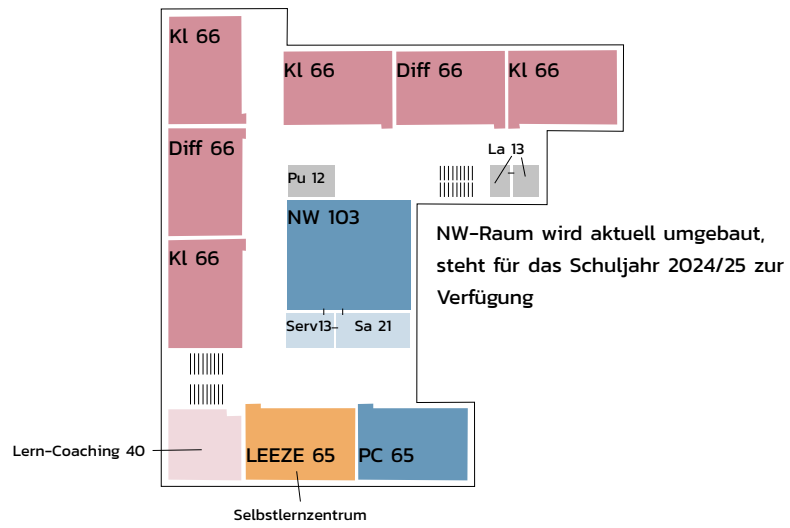 Kl 66
Kl 66
Diff 66
Kl 66
Diff 66
La 13
Pu 12
NW 103
NW-Raum wird aktuell umgebaut,
steht für das Schuljahr 2024/25 zur
Verfügung
Kl 66
Serv13
Sa 21
Lern-Coaching 40
LEEZE 65
PC 65
Selbstlernzentrum